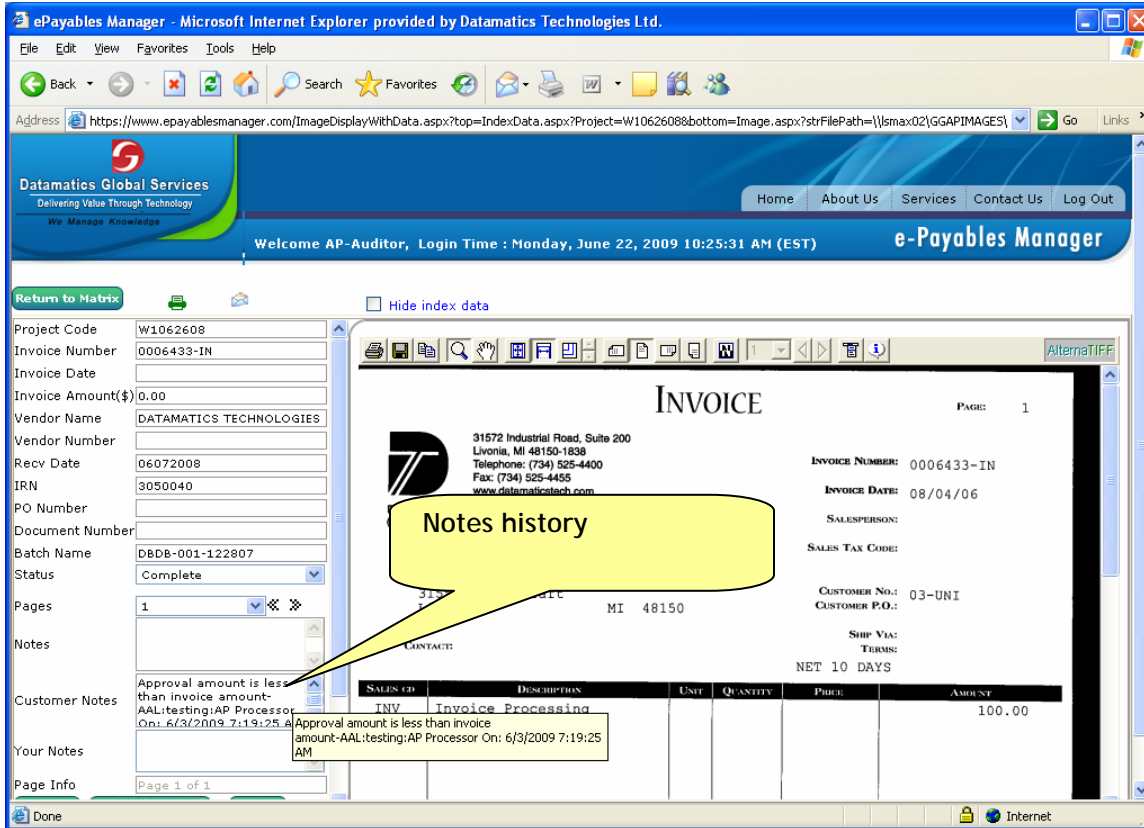 ePayables Manager - Microsoft Internet Explorer provided by Datamatics Technologies Ltd.
File Edit View Favorites Tools Help
Back Search Favorites
Address https://www.epayablesmanager.com/ImageDisplayWithData.aspx?top=IndexData.aspx?Project=W1062608&bottom=Image.aspx?strFilePath=\\lsmax02\GGAPIMAGES\ Go Links
Datamatics Global Services
Delivering Value Through Technology
We Manage Knowledge
Home About Us Services Contact Us Log Out
Welcome AP-Auditor, Login Time : Monday, June 22, 2009 10:25:31 AM (EST) e-Payables Manager
Return to Matrix Hide index data
Project Code W1062608
Invoice Number 0006433-IN
Invoice Date
Invoice Amount($) 0.00
Vendor Name DATAMATICS TECHNOLOGIES
Vendor Number
Recv Date 06072008
IRN 3050040
PO Number
Document Number
Batch Name DBDB-001-122807
Status Complete
Pages 1
Notes
Customer Notes Approval amount is less
than invoice amount-
AAL:testing:AP Processor
On: 6/3/2009 7:19:25 A
Your Notes
Page Info Page 1 of 1
1 AlternaTIFF
INVOICE PAGE: 1
31572 Industrial Road, Suite 200
Livonia, MI 48150-1838
Telephone: (734) 525-4400
Fax: (734) 525-4455
www.datamaticstech.com
INVOICE NUMBER: 0006433-IN
INVOICE DATE: 08/04/06
SALESPERSON:
SALES TAX CODE:
Notes history
MI 48150
CUSTOMER NO.: 03-UNI
CUSTOMER P.O.:
CONTACT:
SHIP VIA:
TERMS:
NET 10 DAYS
SALES CD DESCRIPTION UNIT QUANTITY PRICE AMOUNT
INV Invoice Processing 100.00
Approval amount is less than invoice
amount-AAL:testing:AP Processor On: 6/3/2009 7:19:25
AM
Done Internet